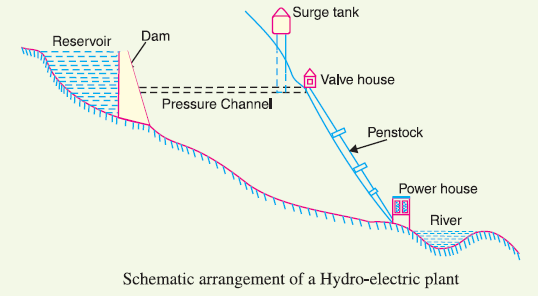 Surge tank
Reservoir
Dam
Valve house
Pressure Channel
Penstock
Power house
River
Schematic arrangement of a Hydro-electric plant